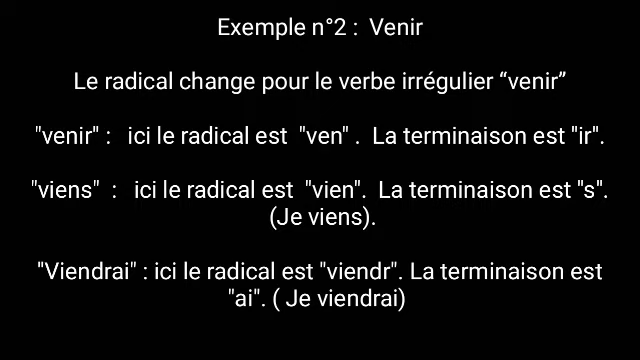 Exemple n°2 : Venir
Le radical change pour le verbe irrégulier “venir”
"venir" : ici le radical est "ven" . La terminaison est "ir".
"viens" : ici le radical est "vien". La terminaison est "s".
(Je viens).
"Viendrai" : ici le radical est "viendr". La terminaison est
"ai". ( Je viendrai)